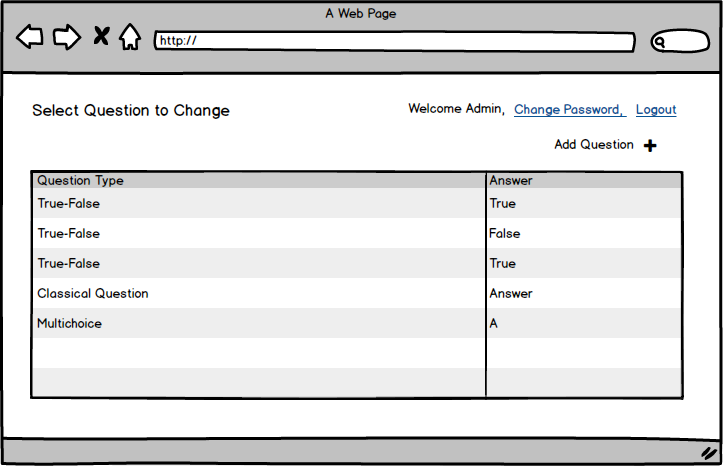 A Web Page
http://
Select Question to Change
Welcome Admin, Change Password, Logout
Add Question
Question Type Answer
True-False True
True-False False
True-False True
Classical Question Answer
Multichoice A